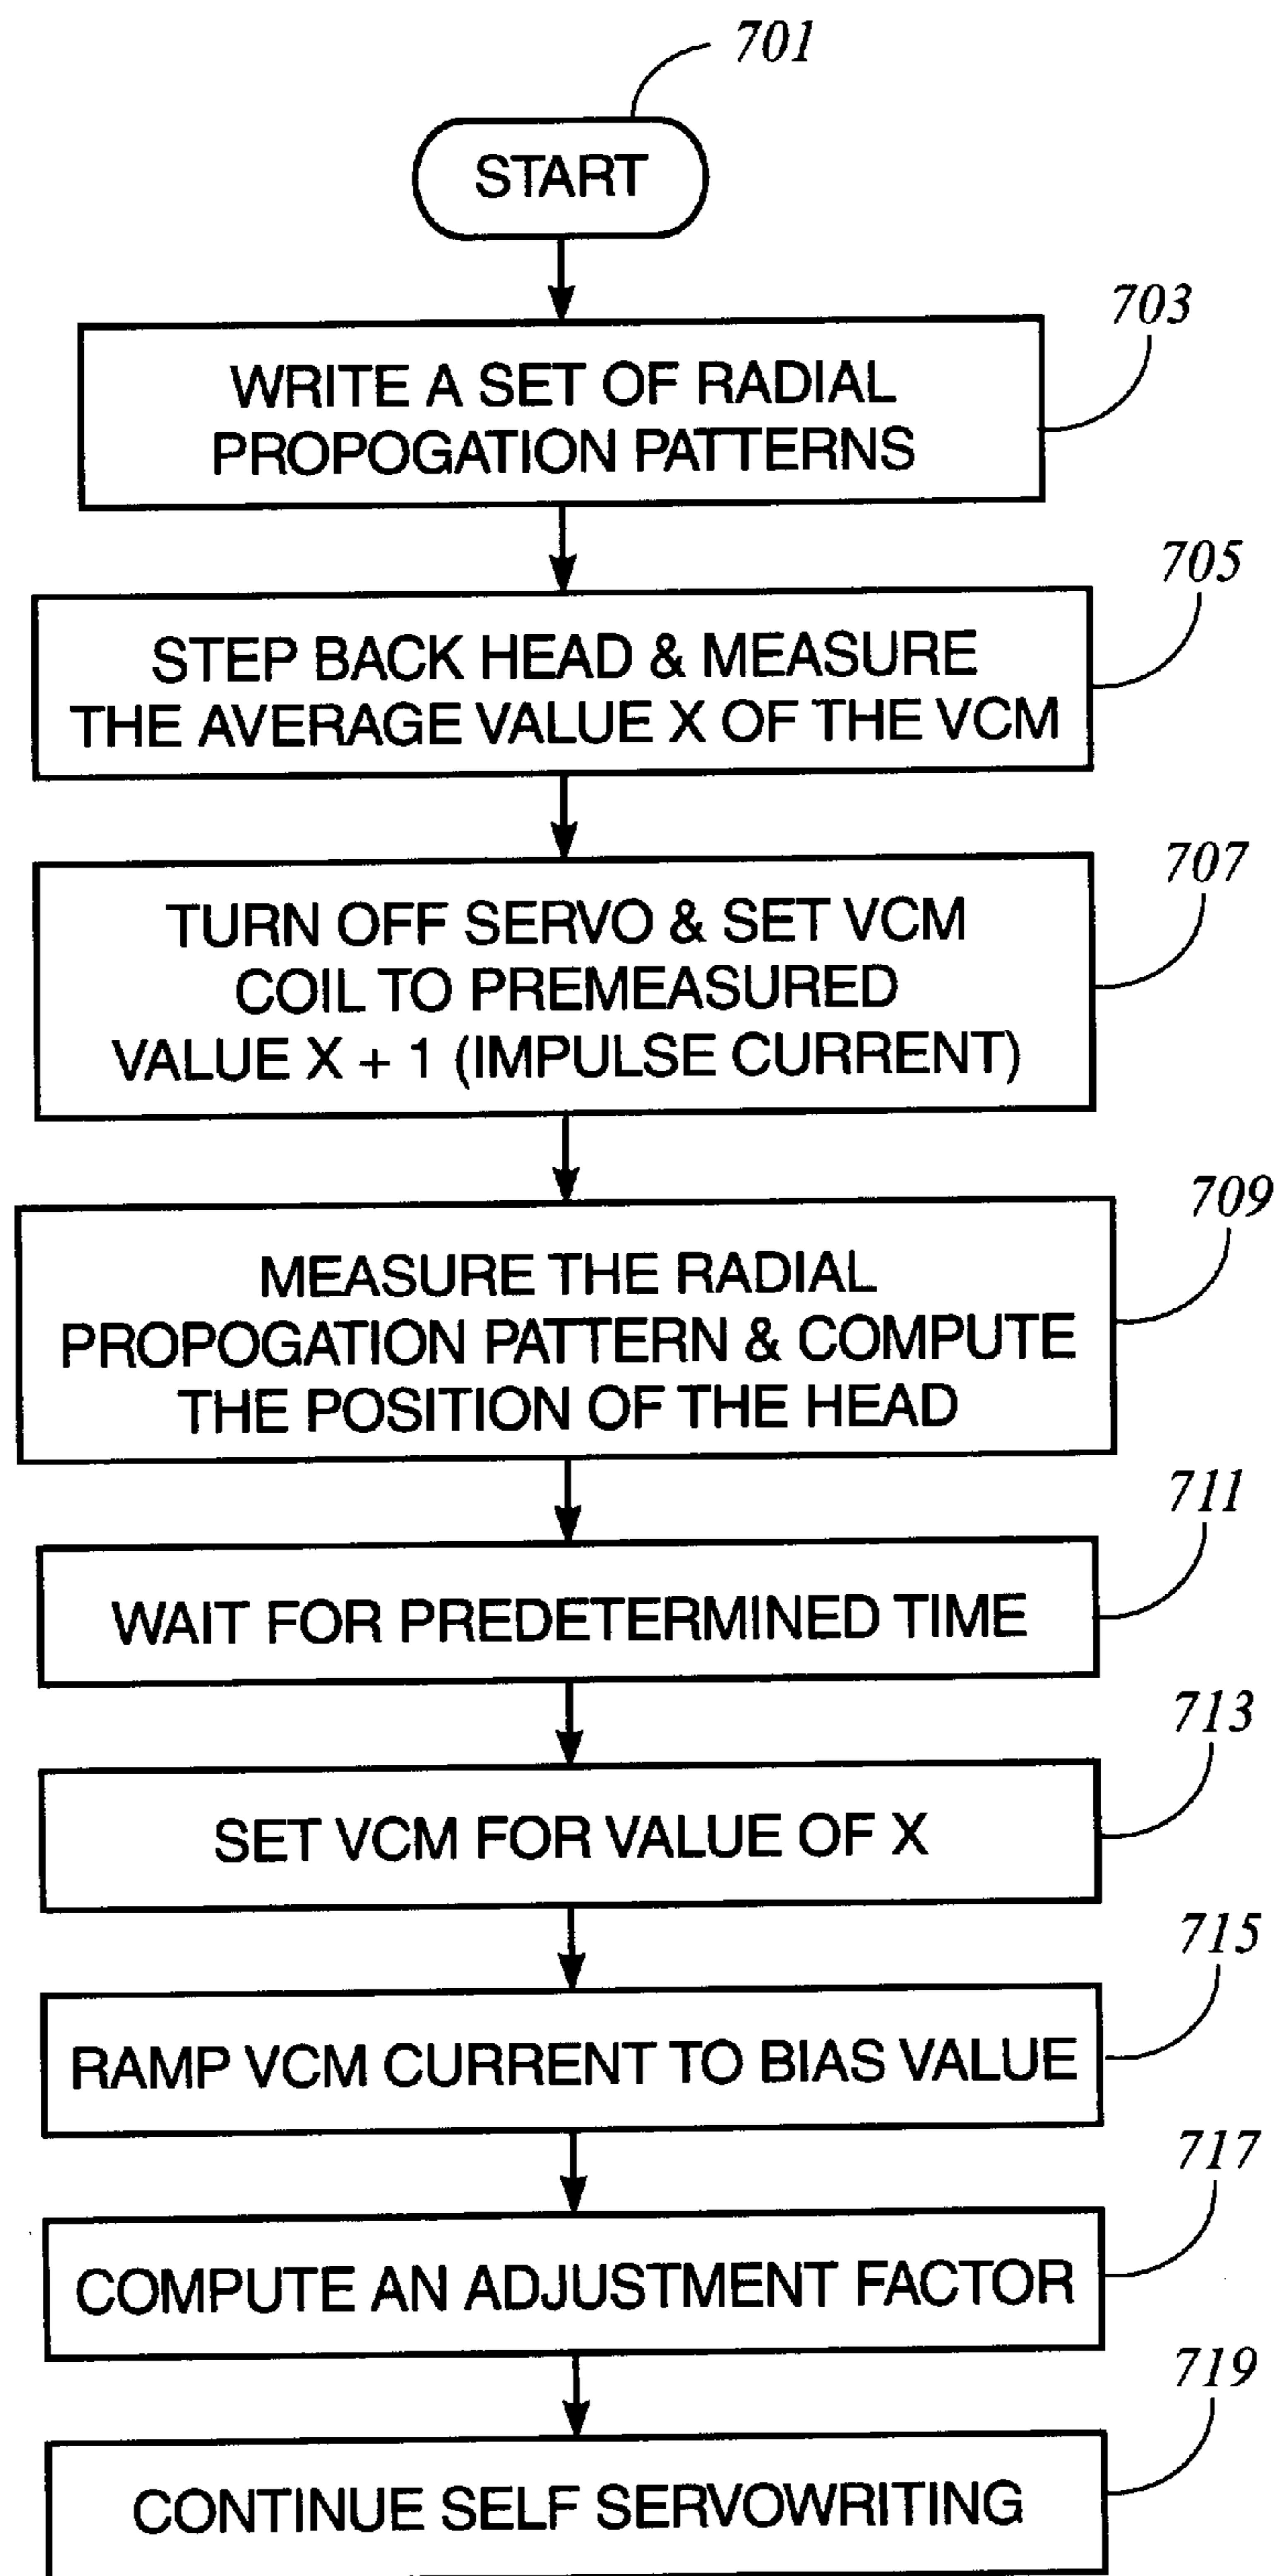 701
START
703
WRITE A SET OF RADIAL
PROPOGATION PATTERNS
705
STEP BACK HEAD & MEASURE
THE AVERAGE VALUE X OF THE VCM
707
TURN OFF SERVO & SET VCM
COIL TO PREMEASURED
VALUE X + 1 (IMPULSE CURRENT)
709
MEASURE THE RADIAL
PROPOGATION PATTERN & COMPUTE
THE POSITION OF THE HEAD
711
WAIT FOR PREDETERMINED TIME
713
SET VCM FOR VALUE OF X
715
RAMP VCM CURRENT TO BIAS VALUE
717
COMPUTE AN ADJUSTMENT FACTOR
719
CONTINUE SELF SERVOWRITING